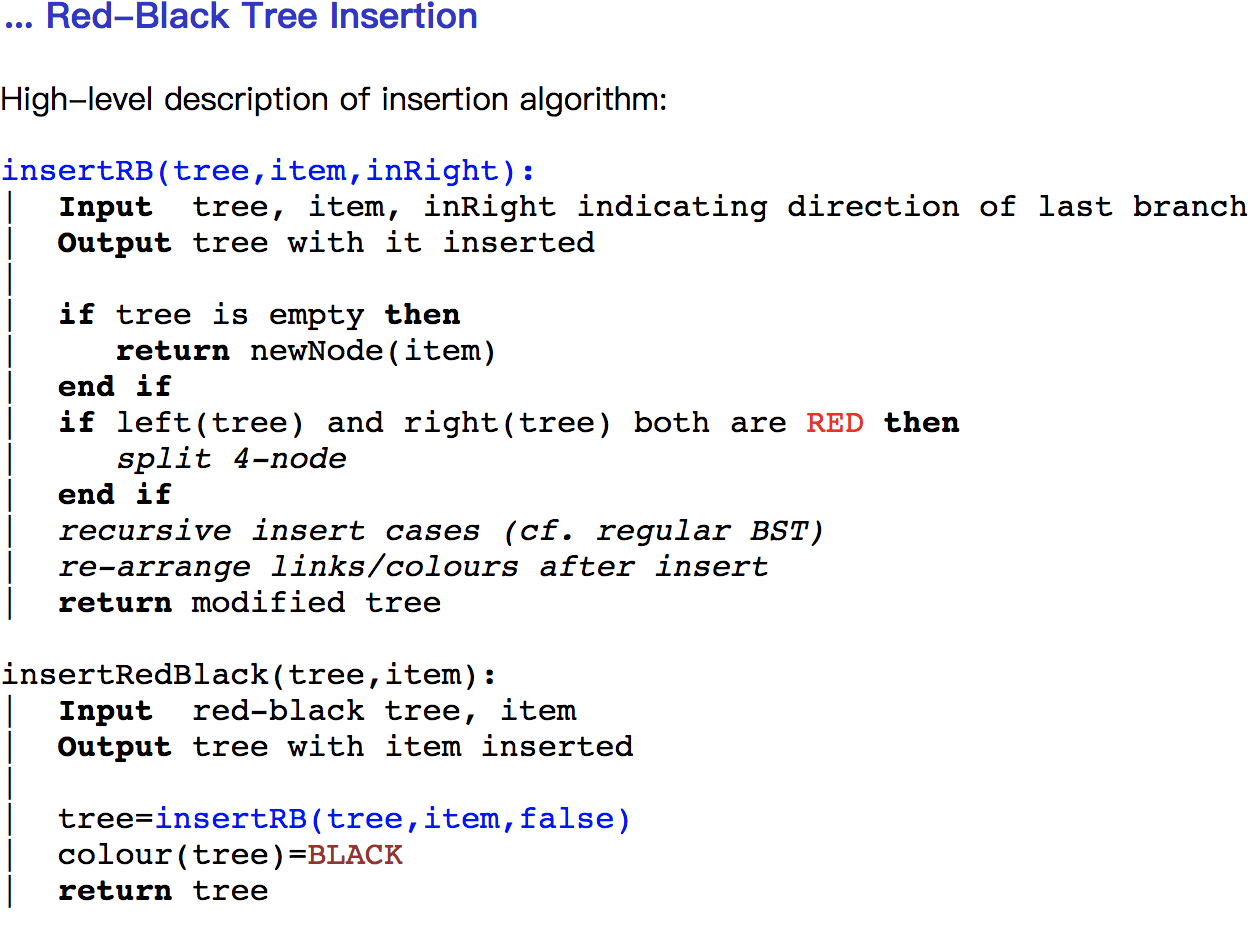 ... Red–Black Tree Insertion
High–level description of insertion algorithm:
insertRB(tree,item,inRight):
|  Input  tree, item, inRight indicating direction of last branch
|  Output tree with it inserted
|
|  if tree is empty then
|     return newNode(item)
|  end if
|  if left(tree) and right(tree) both are RED then
|     split 4-node
|  end if
|  recursive insert cases (cf. regular BST)
|  re-arrange links/colours after insert
|  return modified tree
insertRedBlack(tree,item):
|  Input  red-black tree, item
|  Output tree with item inserted
|
|  tree=insertRB(tree,item,false)
|  colour(tree)=BLACK
|  return tree